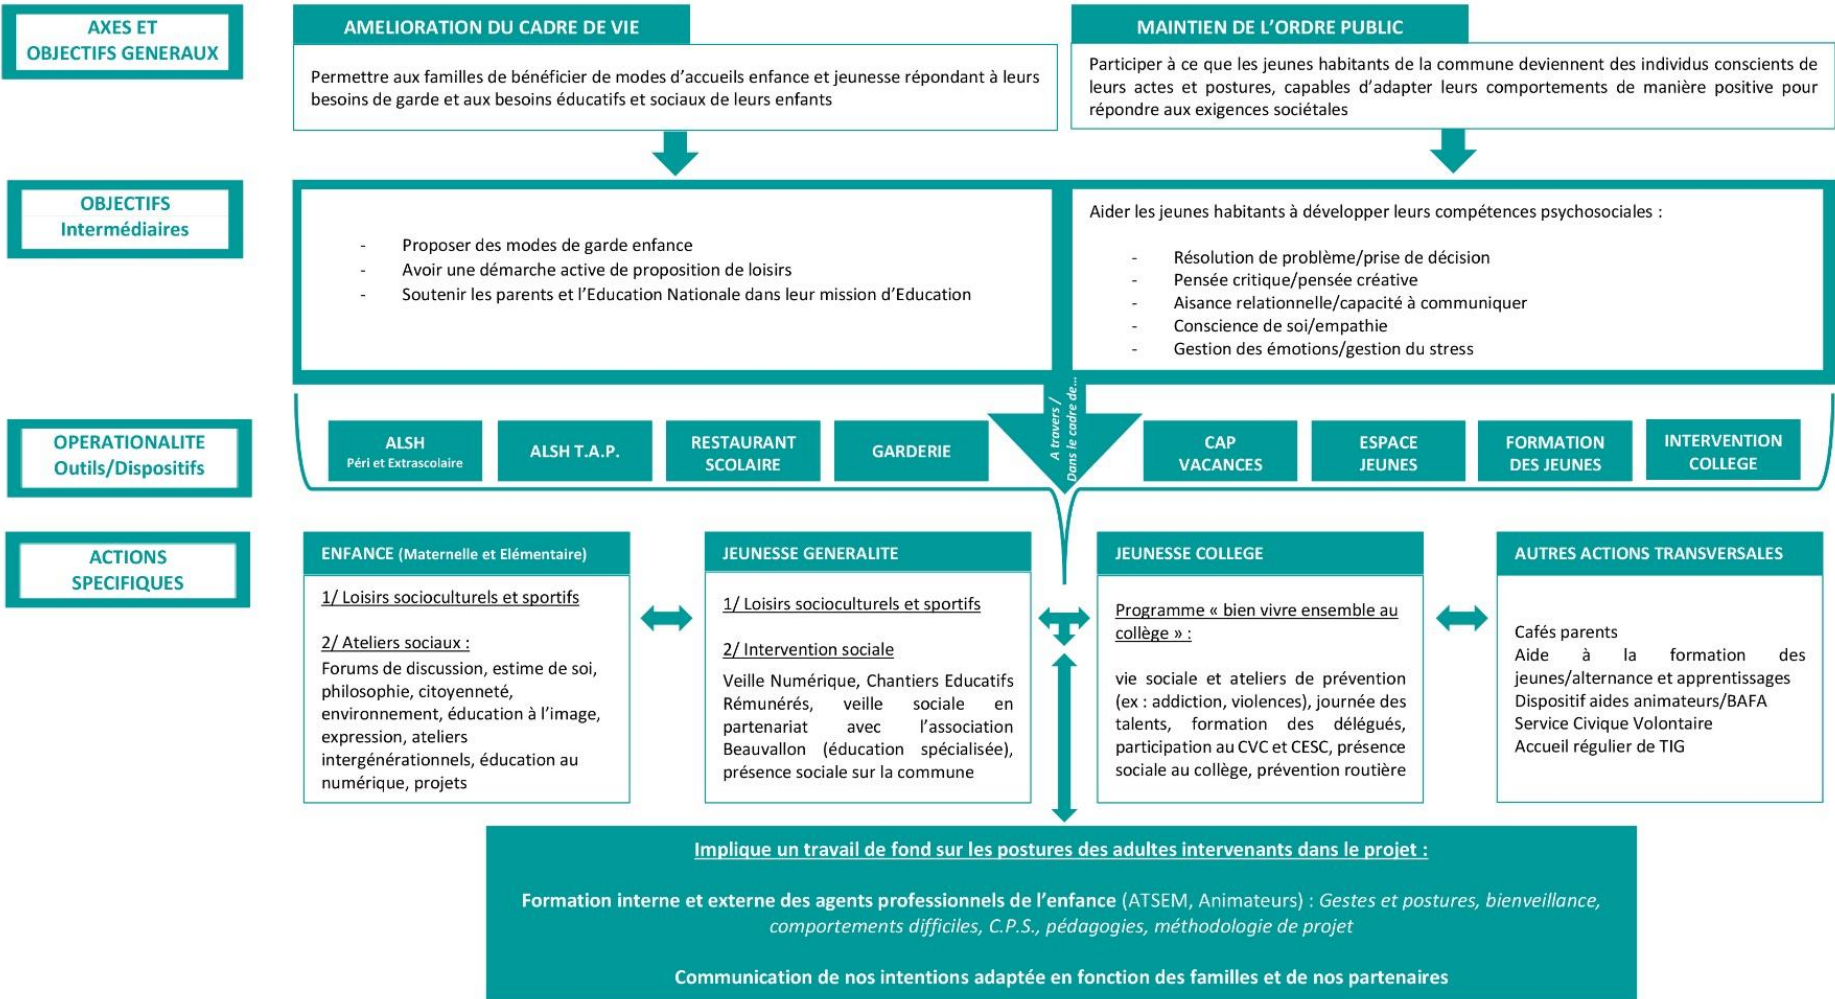 AXES ET
OBJECTIFS GENERAUX
AMELIORATION DU CADRE DE VIE
Permettre aux familles de bénéficier de modes d'accueils enfance et jeunesse répondant à leurs
besoins de garde et aux besoins éducatifs et sociaux de leurs enfants
MAINTIEN DE L'ORDRE PUBLIC
Participer à ce que les jeunes habitants de la commune deviennent des individus conscients de
leurs actes et postures, capables d'adapter leurs comportements de manière positive pour
répondre aux exigences sociétales
OBJECTIFS
Intermédiaires
- Proposer des modes de garde enfance
- Avoir une démarche active de proposition de loisirs
- Soutenir les parents et l'Education Nationale dans leur mission d'Education
Aider les jeunes habitants à développer leurs compétences psychosociales :
- Résolution de problème/prise de décision
- Pensée critique/pensée créative
- Aisance relationnelle/capacité à communiquer
- Conscience de soi/empathie
- Gestion des émotions/gestion du stress
OPERATIONALITE
Outils/Dispositifs
ALSH
Péri et Extrascolaire
ALSH T.A.P.
RESTAURANT
SCOLAIRE
GARDERIE
A travers /
Dans le cadre de...
CAP
VACANCES
ESPACE
JEUNES
FORMATION
DES JEUNES
INTERVENTION
COLLEGE
ACTIONS
SPECIFIQUES
ENFANCE (Maternelle et Elémentaire)
1/ Loisirs socioculturels et sportifs
2/ Ateliers sociaux :
Forums de discussion, estime de soi,
philosophie, citoyenneté,
environnement, éducation à l'image,
expression, ateliers
intergénérationnels, éducation au
numérique, projets
JEUNESSE GENERALITE
1/ Loisirs socioculturels et sportifs
2/ Intervention sociale
Veille Numérique, Chantiers Educatifs
Rémunérés, veille sociale en
partenariat avec l'association
Beauvallon (éducation spécialisée),
présence sociale sur la commune
JEUNESSE COLLEGE
Programme « bien vivre ensemble au
collège » :
vie sociale et ateliers de prévention
(ex : addiction, violences), journée des
talents, formation des délégués,
participation au CVC et CESC, présence
sociale au collège, prévention routière
AUTRES ACTIONS TRANSVERSALES
Cafés parents
Aide à la formation des
jeunes/alternance et apprentissages
Dispositif aides animateurs/BAFA
Service Civique Volontaire
Accueil régulier de TIG
Implique un travail de fond sur les postures des adultes intervenants dans le projet :
Formation interne et externe des agents professionnels de l'enfance (ATSEM, Animateurs) : Gestes et postures, bienveillance,
comportements difficiles, C.P.S., pédagogies, méthodologie de projet
Communication de nos intentions adaptée en fonction des familles et de nos partenaires